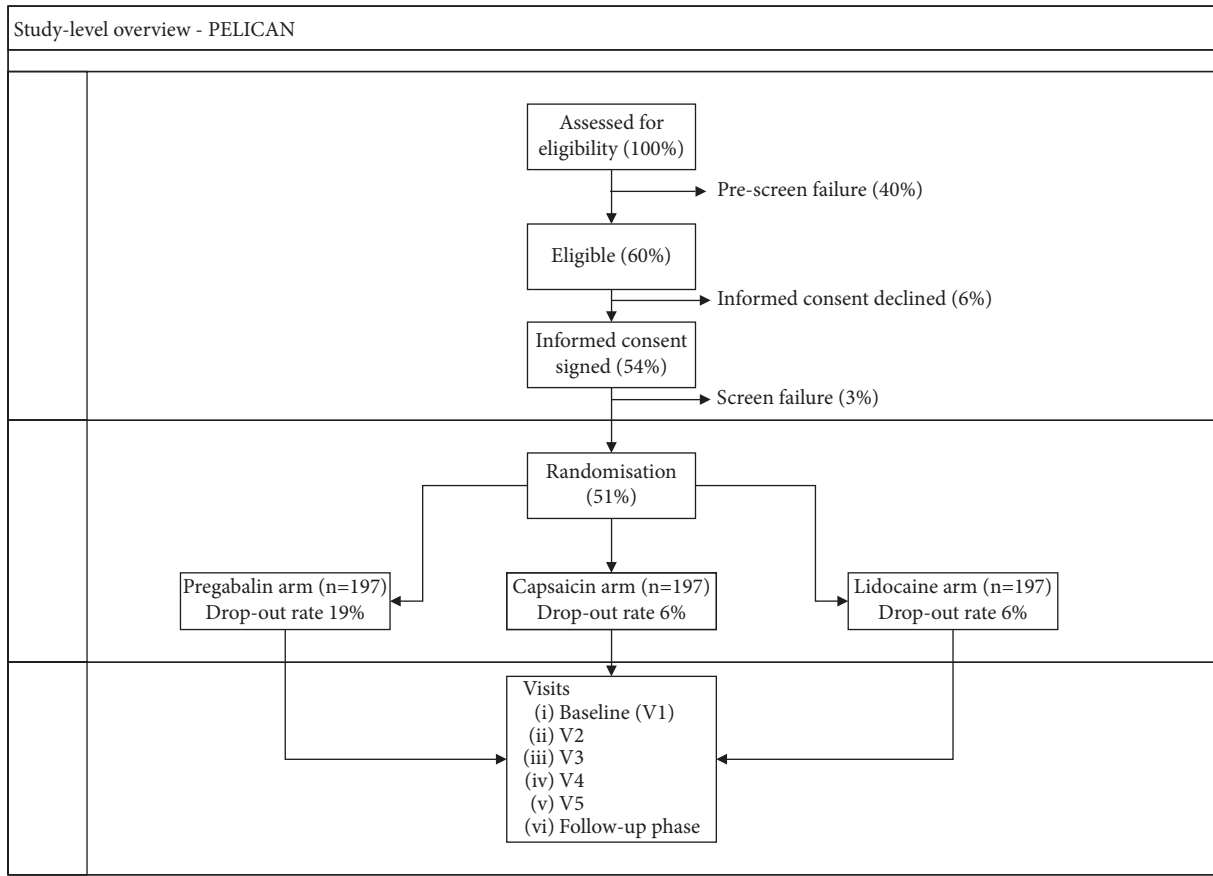 Study-level overview - PELICAN
Assessed for
eligibility (100%)
Pre-screen failure (40%)
Eligible (60%)
Informed consent declined (6%)
Informed consent
signed (54%)
Screen failure (3%)
Randomisation
(51%)
Pregabalin arm (n=197)
Drop-out rate 19%
Capsaicin arm (n=197)
Drop-out rate 6%
Lidocaine arm (n=197)
Drop-out rate 6%
Visits
(i) Baseline (V1)
(ii) V2
(iii) V3
(iv) V4
(v) V5
(vi) Follow-up phase